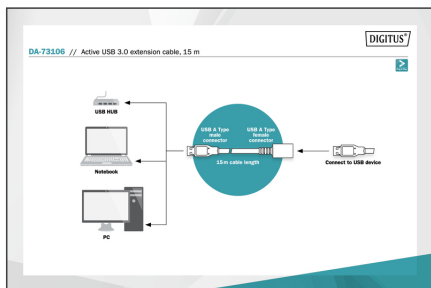 DIGITUS®
DA-73106 // Active USB 3.0 extension cable, 15 m
USB HUB
USB A Type
male
connector
USB A Type
female
connector
15 m cable length
Notebook
Connect to USB device
PC